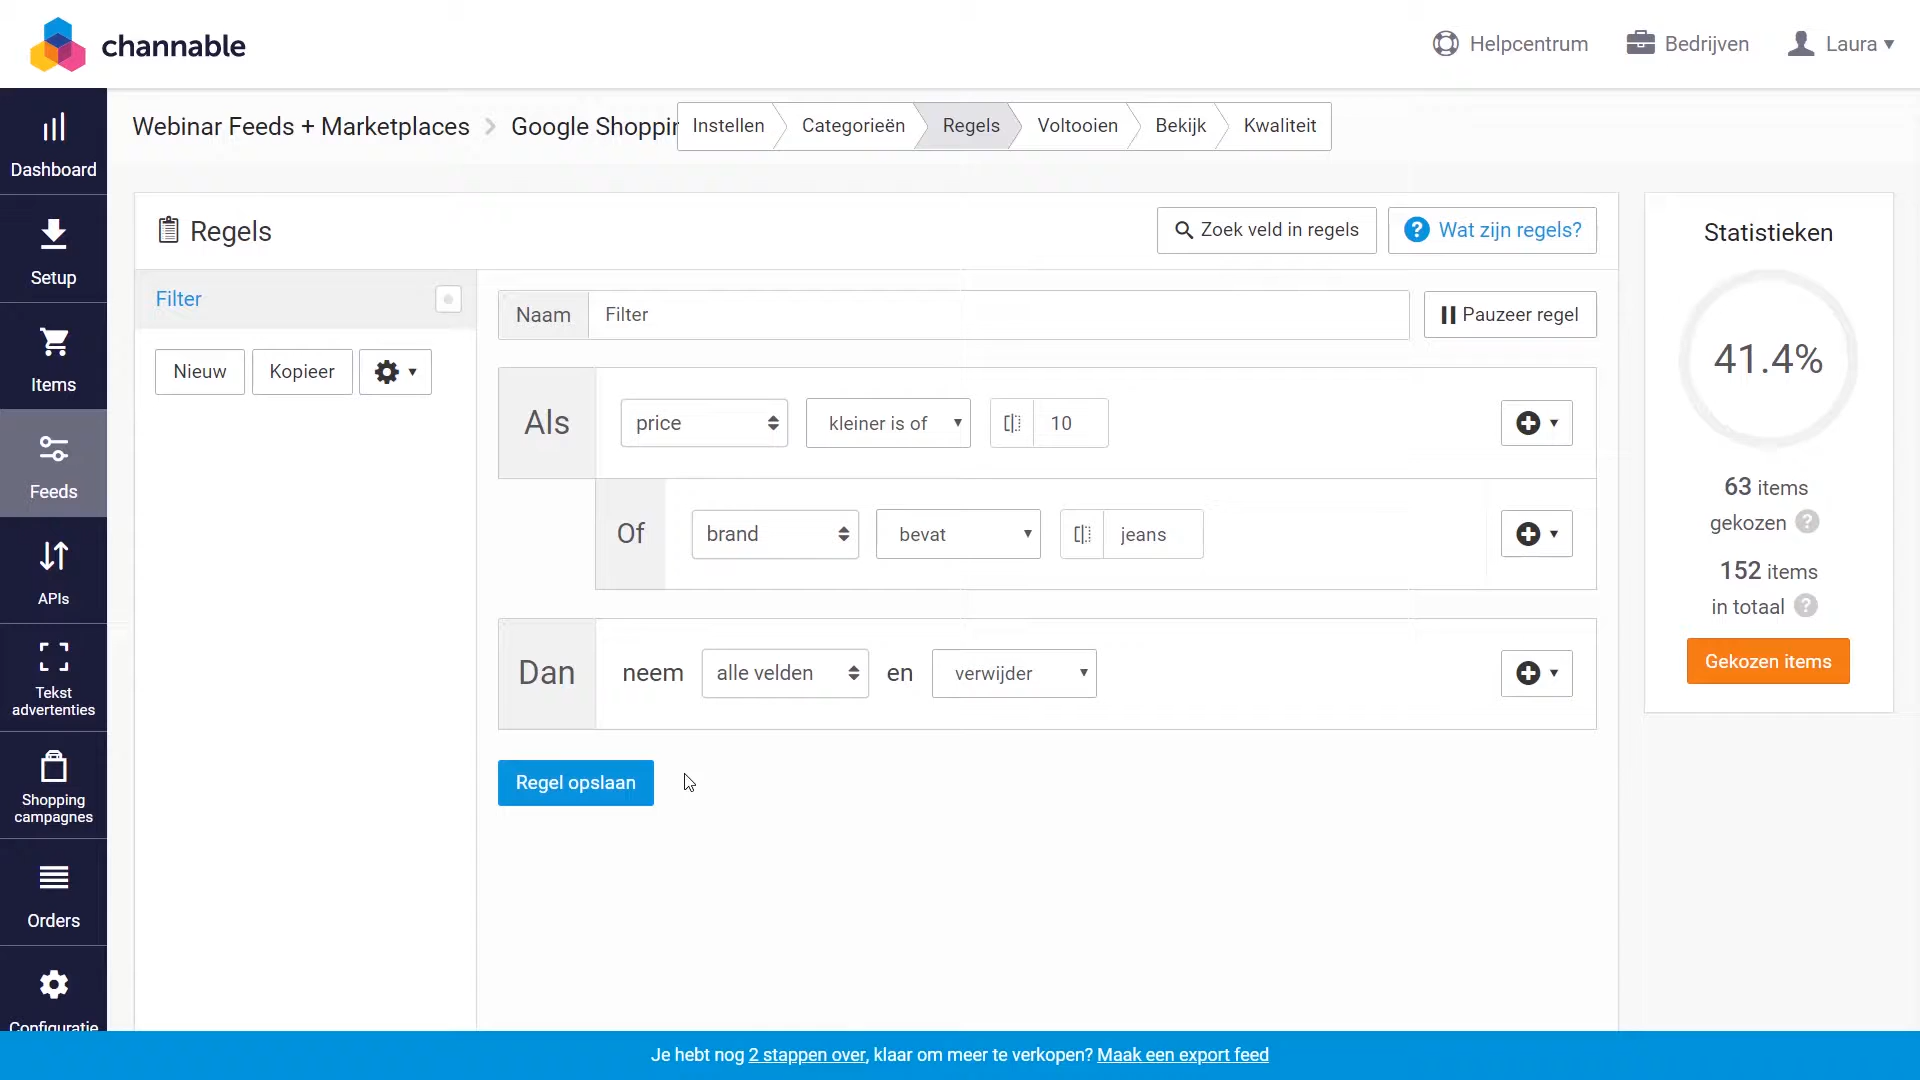 channable
Helpcentrum
Bedrijven
Laura
Webinar Feeds + Marketplaces
Google Shoppin
Instellen
Categorieën
Regels
Voltooien
Bekijk
Kwaliteit
Dashboard
Setup
Items
Feeds
APIs
Tekst
advertenties
Shopping
campagnes
Orders
Configuratie
Regels
Zoek veld in regels
? Wat zijn regels?
Filter
Nieuw
Kopieer
Naam
Filter
Pauzeer regel
Als
price
kleiner is of
10
Of
brand
bevat
jeans
Dan
neem
alle velden
en
verwijder
Regel opslaan
Statistieken
41.4%
63 items
gekozen ?
152 items
in totaal ?
Gekozen items
Je hebt nog 2 stappen over, klaar om meer te verkopen? Maak een export feed